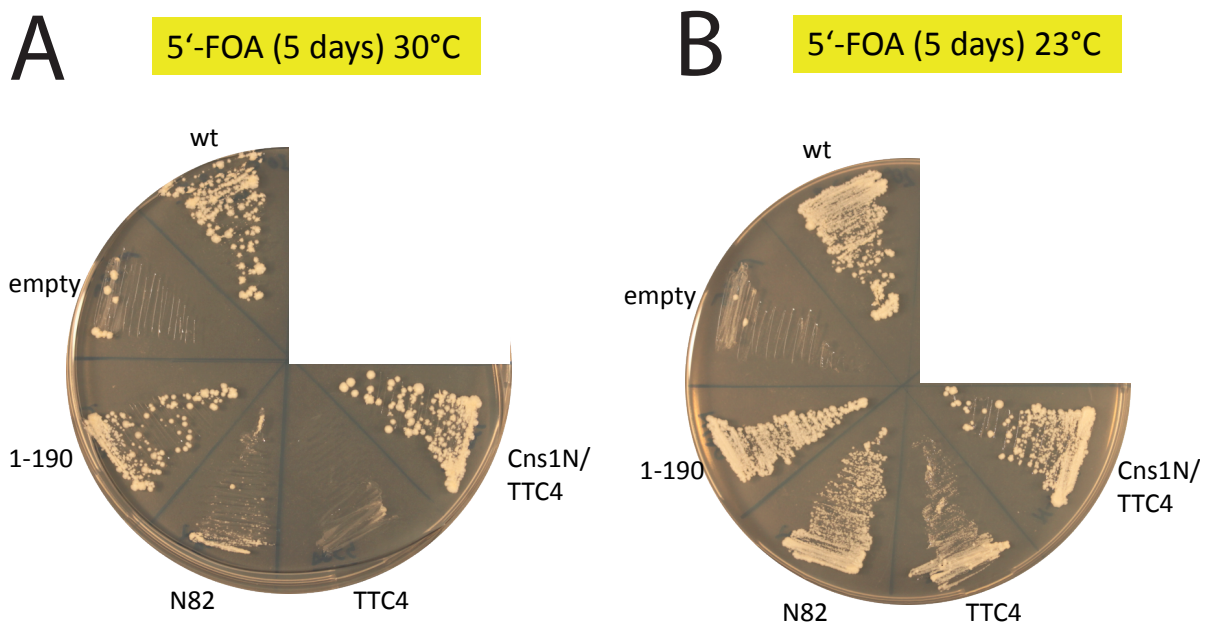 A
5‘-FOA (5 days) 30°C
wt
empty
1-190
N82
TTC4
Cns1N/
TTC4
B
5‘-FOA (5 days) 23°C
wt
empty
1-190
N82
TTC4
Cns1N/
TTC4